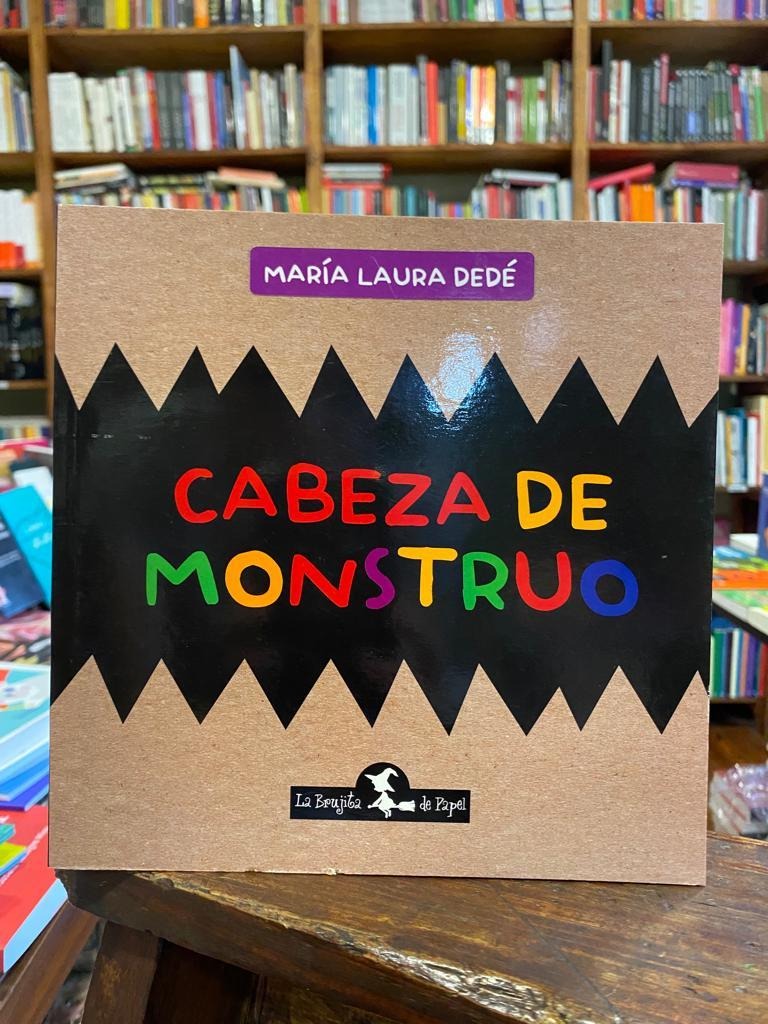 MARÍA LAURA DEDÉ
CABEZA DE
MONSTRUO
La Brujita de Papel